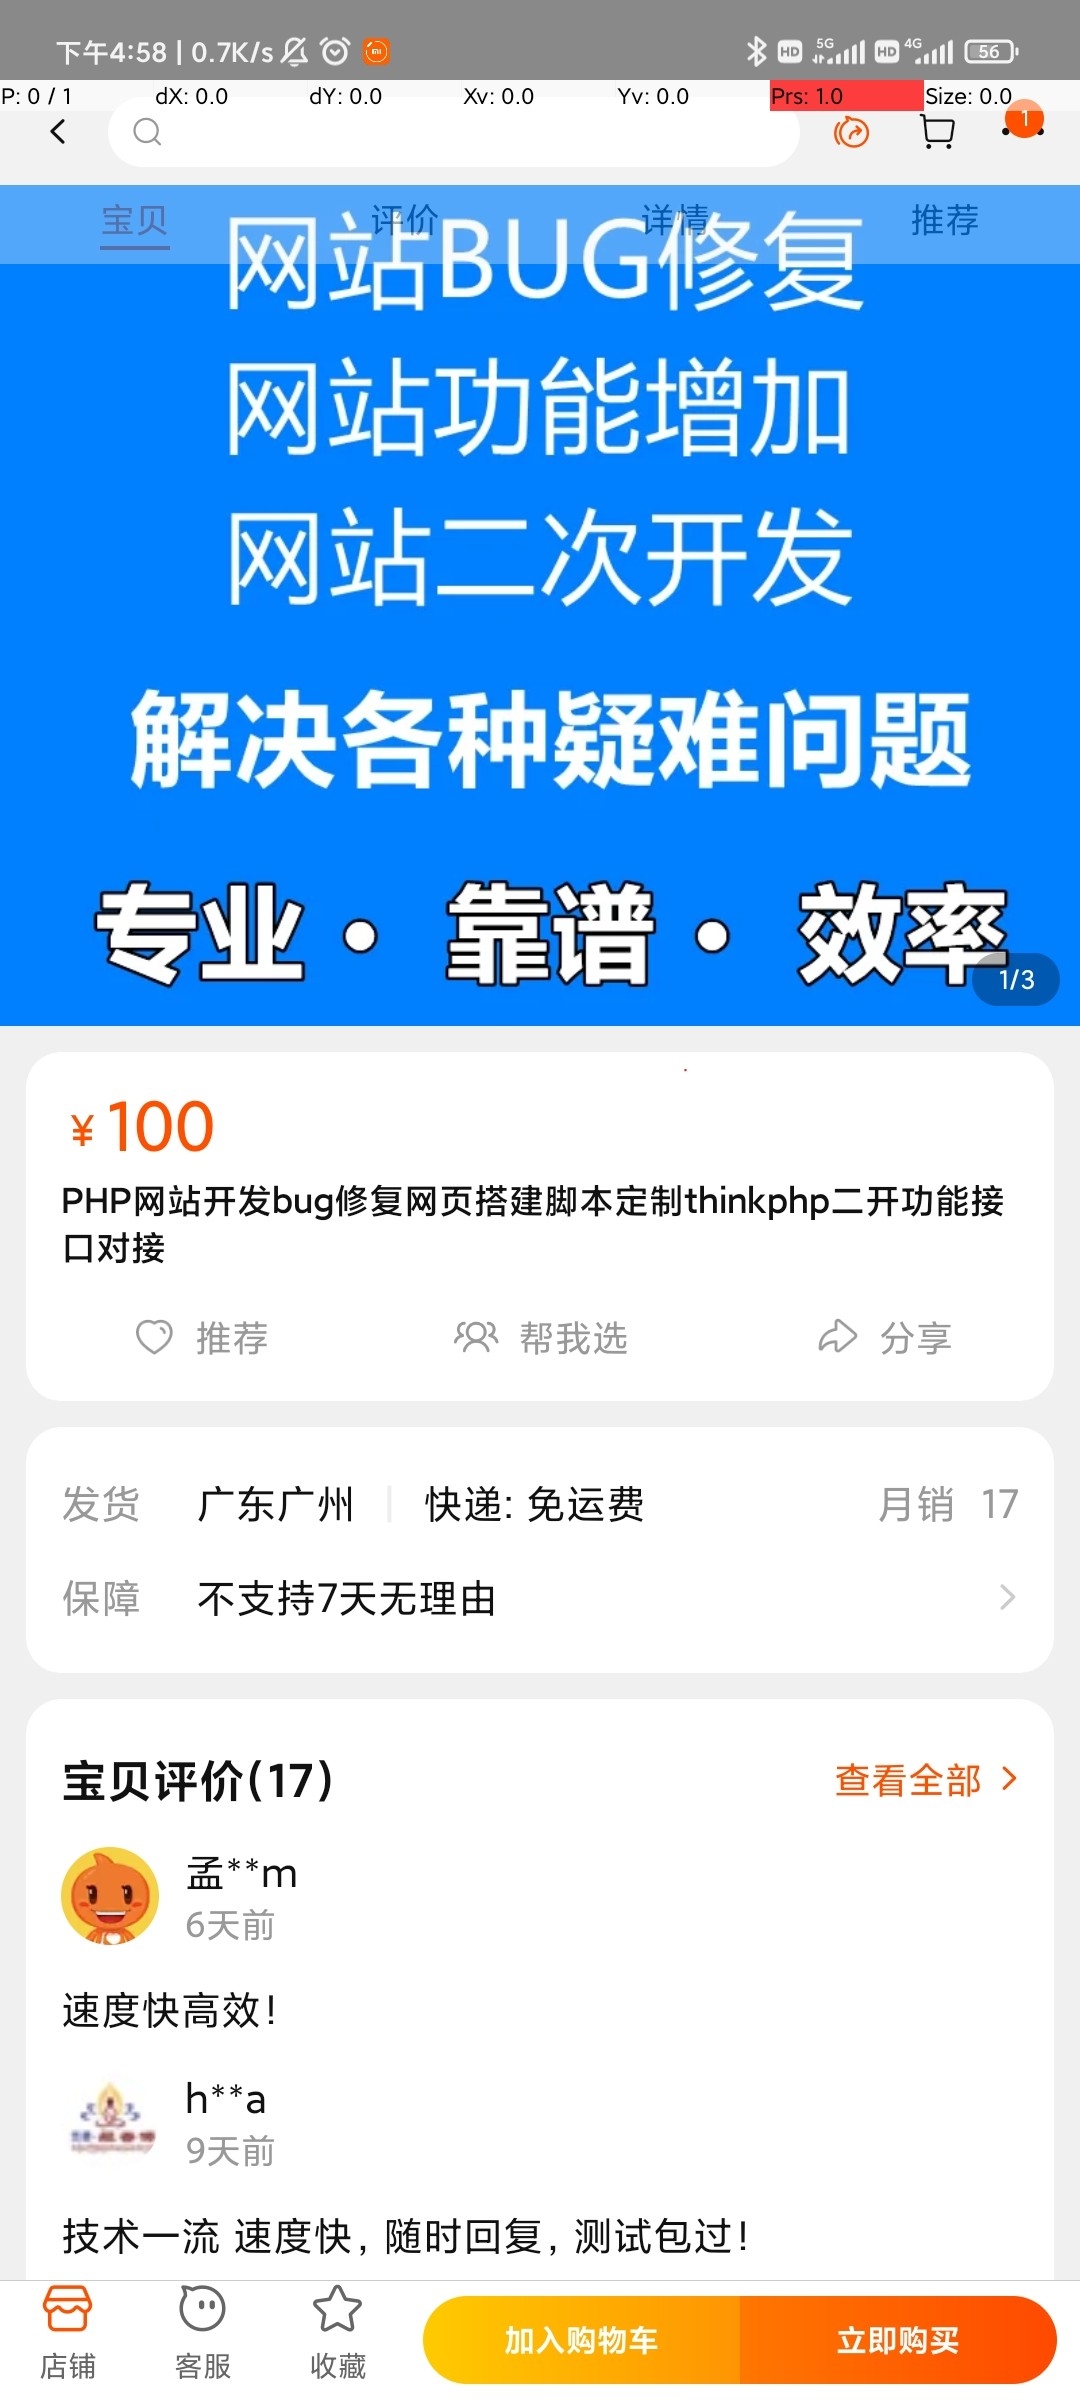 下午4:58 | 0.7K/s
HD 5G HD 4G 56
P: 0 / 1 dX: 0.0 dY: 0.0 Xv: 0.0 Yv: 0.0 Prs: 1.0 Size: 0.0
1
宝贝 评价 详情 推荐
网站BUG修复
网站功能增加
网站二次开发
解决各种疑难问题
专业 · 靠谱 · 效率
1/3
¥100
PHP网站开发bug修复网页搭建脚本定制thinkphp二开功能接
口对接
推荐 帮我选 分享
发货 广东广州 快递: 免运费 月销 17
保障 不支持7天无理由
宝贝评价(17) 查看全部
孟**m
6天前
速度快高效!
h**a
9天前
技术一流 速度快, 随时回复, 测试包过!
店铺 客服 收藏 加入购物车 立即购买